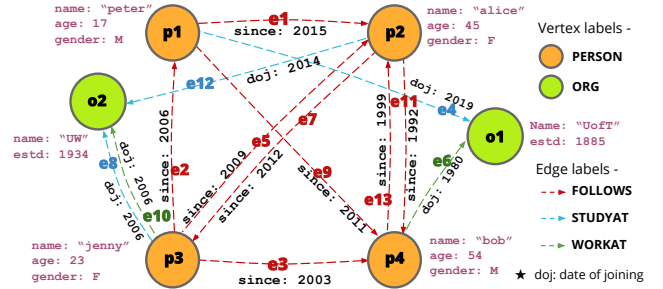 name: “peter”
age: 17
gender: M
p1
e1
since: 2015
p2
name: “alice”
age: 45
gender: F
Vertex labels -
PERSON
ORG
e12
doj: 2014
doj: 2019
e4
o2
name: “UW”
estd: 1934
e8
doj: 2006
doj: 2006
e10
since: 2006
e2
e5
since: 2009
e7
since: 2012
e9
since: 2011
since: 1999
e13
e11
since: 1992
e6
doj: 1980
o1
Name: “UofT”
estd: 1885
Edge labels -
FOLLOWS
STUDYAT
WORKAT
★ doj: date of joining
name: “jenny”
age: 23
gender: F
p3
e3
since: 2003
p4
name: “bob”
age: 54
gender: M